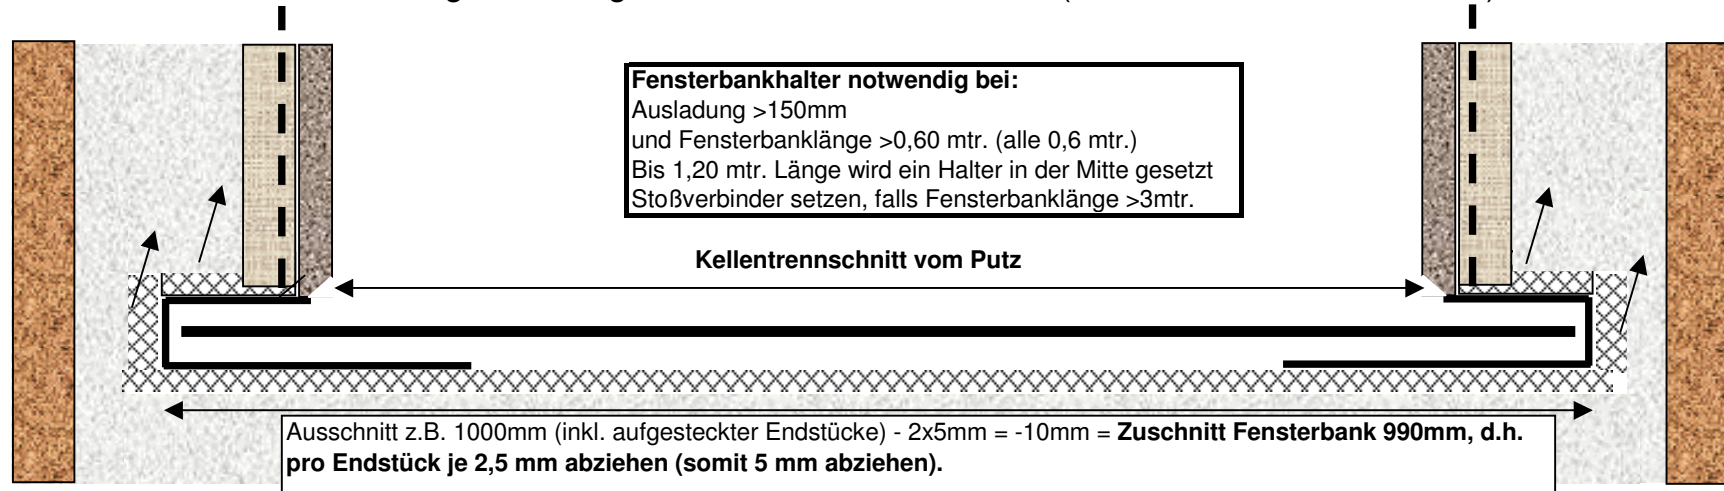 Fensterbankhalter notwendig bei:
Ausladung >150mm
und Fensterbanklänge >0,60 mtr. (alle 0,6 mtr.)
Bis 1,20 mtr. Länge wird ein Halter in der Mitte gesetzt
Stoßverbinder setzen, falls Fensterbanklänge >3mtr.
Kellentrennschnitt vom Putz
Ausschnitt z.B. 1000mm (inkl. aufgesteckter Endstücke) - 2x5mm = -10mm = Zuschnitt Fensterbank 990mm, d.h.
pro Endstück je 2,5 mm abziehen (somit 5 mm abziehen).